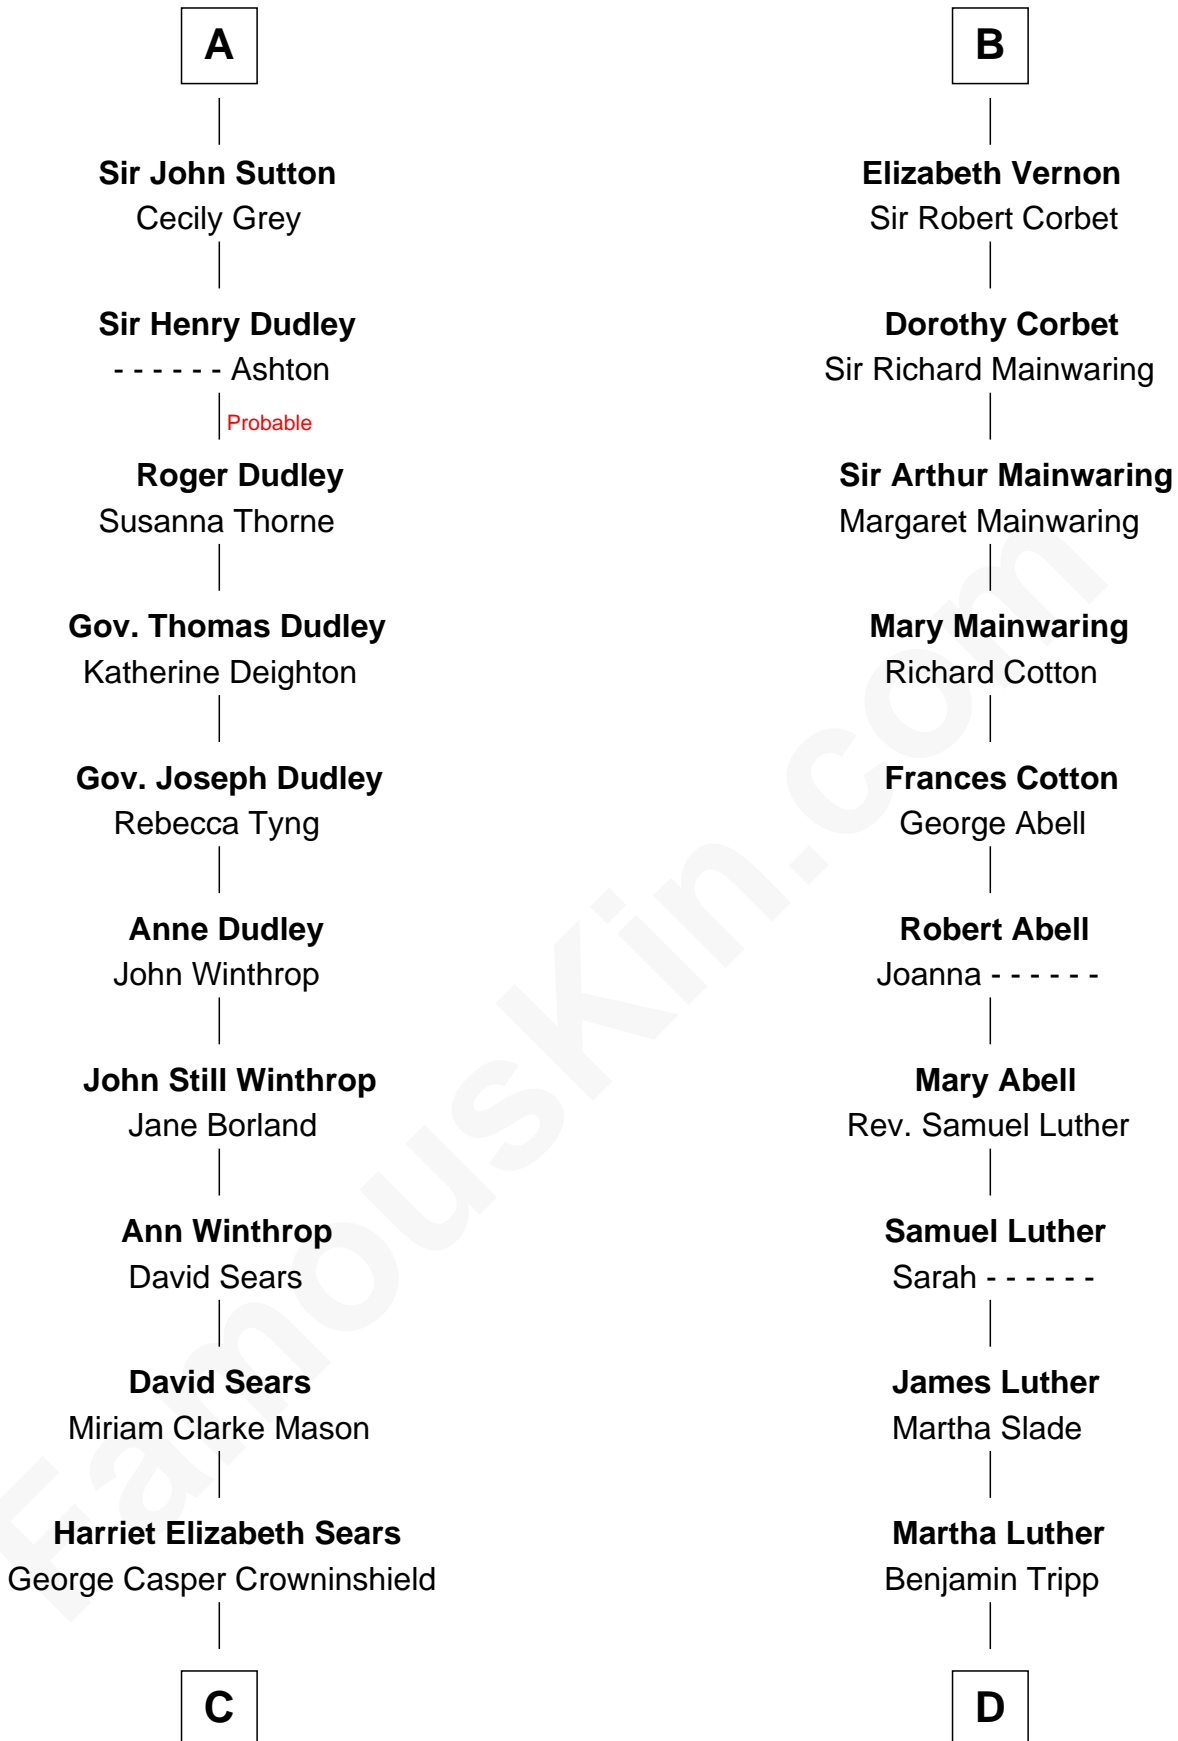 A
Sir John Sutton
Cecily Grey
Sir Henry Dudley
- - - - - - Ashton
Probable
Roger Dudley
Susanna Thorne
Gov. Thomas Dudley
Katherine Deighton
Gov. Joseph Dudley
Rebecca Tyng
Anne Dudley
John Winthrop
John Still Winthrop
Jane Borland
Ann Winthrop
David Sears
David Sears
Miriam Clarke Mason
Harriet Elizabeth Sears
George Casper Crowninshield
C
B
Elizabeth Vernon
Sir Robert Corbet
Dorothy Corbet
Sir Richard Mainwaring
Sir Arthur Mainwaring
Margaret Mainwaring
Mary Mainwaring
Richard Cotton
Frances Cotton
George Abell
Robert Abell
Joanna - - - - - -
Mary Abell
Rev. Samuel Luther
Samuel Luther
Sarah - - - - - -
James Luther
Martha Slade
Martha Luther
Benjamin Tripp
D
FamousKin.com